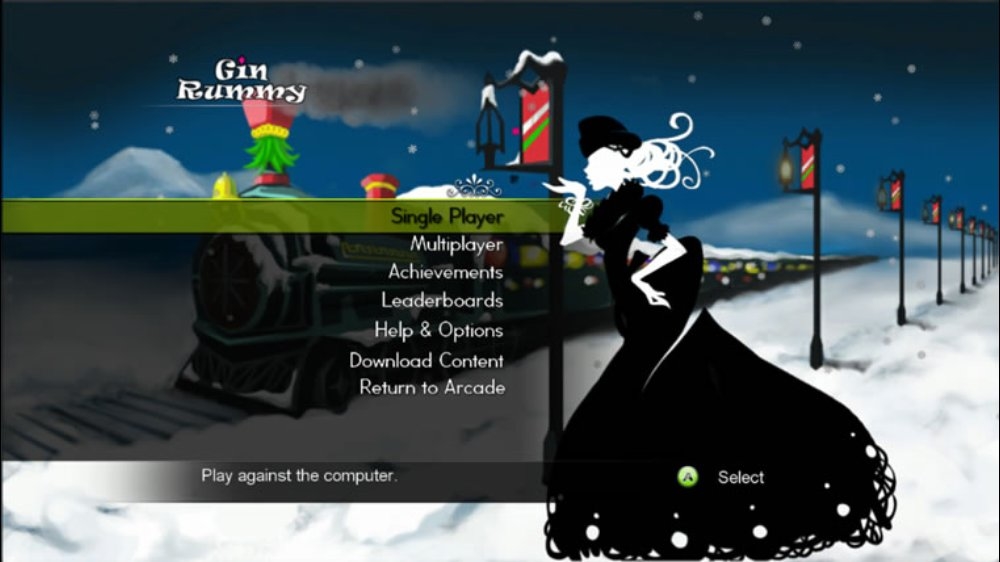 Gin
Rummy
Single Player
Multiplayer
Achievements
Leaderboards
Help & Options
Download Content
Return to Arcade
Play against the computer.
A Select